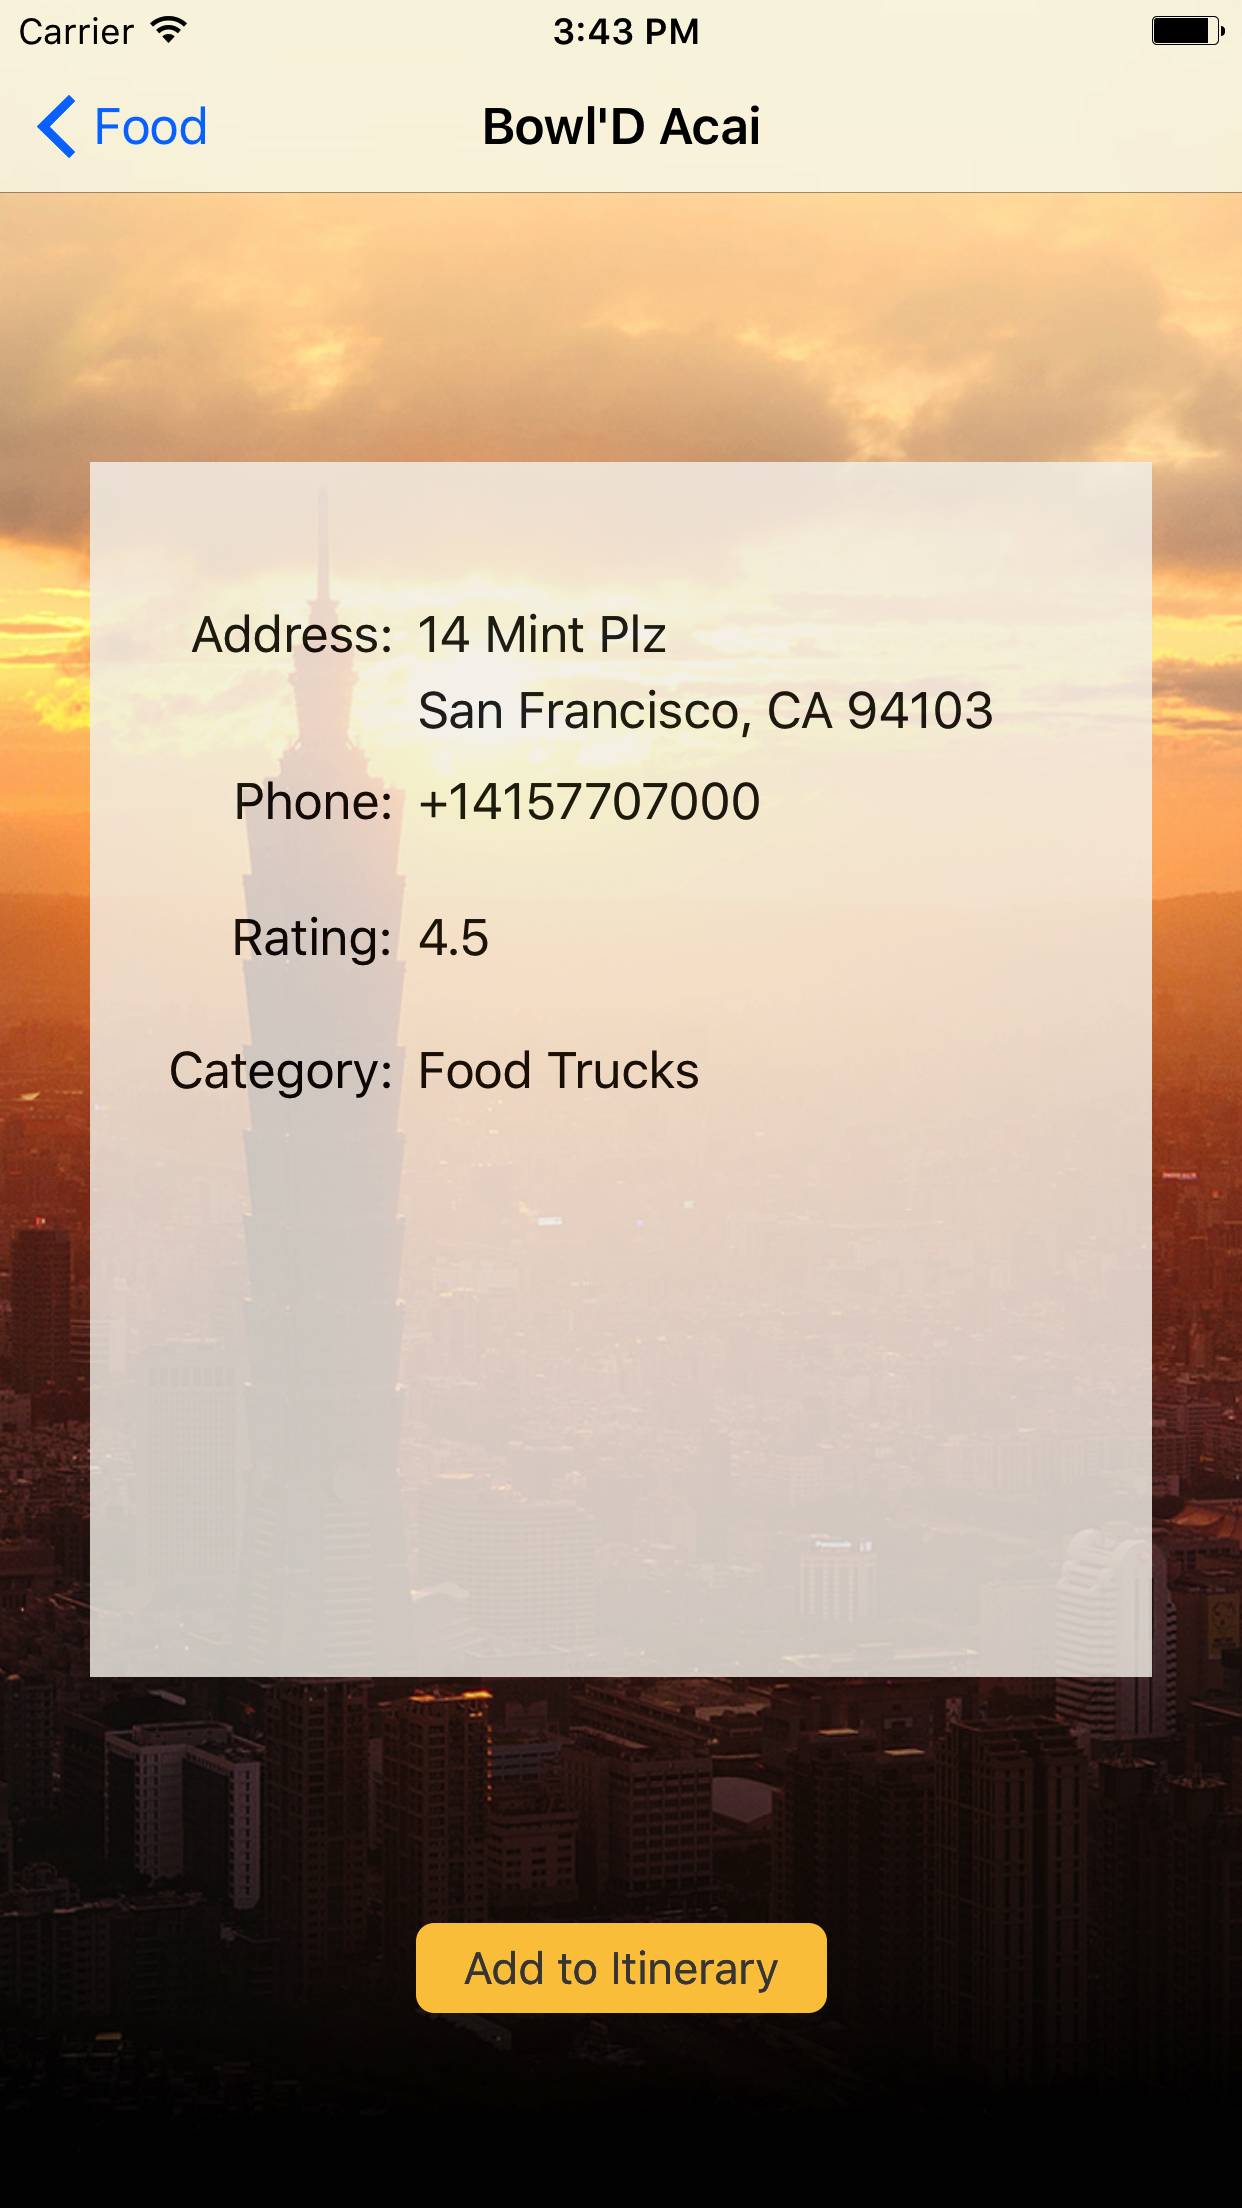 Carrier 3:43 PM
Food Bowl'D Acai
Address: 14 Mint Plz
San Francisco, CA 94103
Phone: +14157707000
Rating: 4.5
Category: Food Trucks
Panasonic
Add to Itinerary